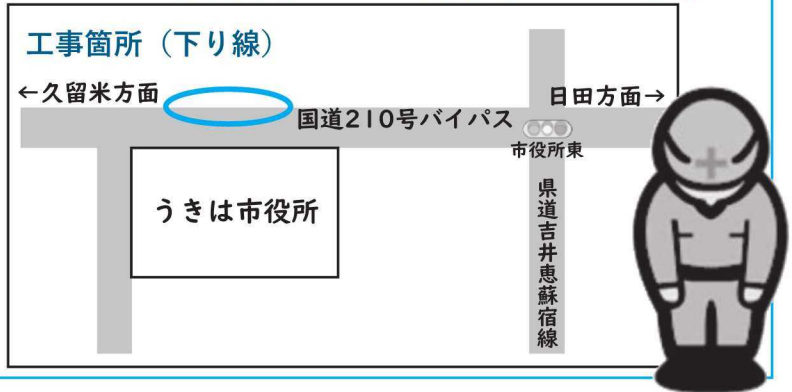 工事箇所（下り線）
←久留米方面
日田方面→
国道210号バイパス
市役所東
うきは市役所
県道吉井恵蘇宿線